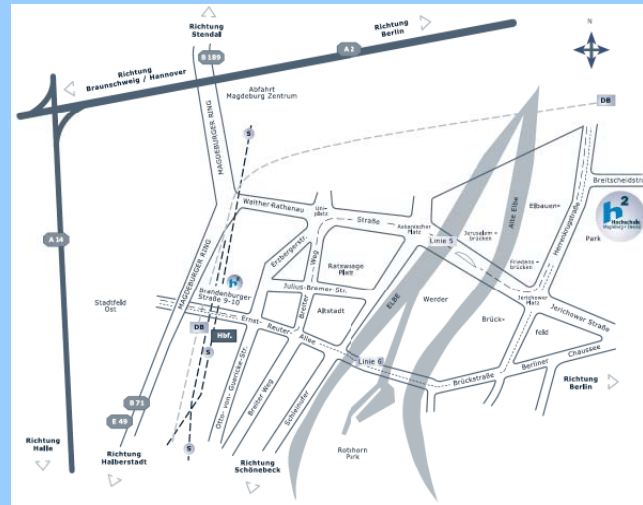 Richtung
Stendal
Richtung
Berlin
N
B 189
A 2
Richtung
Braunschweig / Hannover
Abfahrt
Magdeburg Zentrum
DB
S
MAGDEBURGER RING
Breitscheidstr
Walther-Rathenau
Uni-
platz
Straße
Askanischer
Platz
Elbauen-
Park
Herrenkrugstraße
h2
Hochschule
Magdeburg
Alte Elbe
Linie 5
Jerusalem-
brücken
Friedens-
brücken
A 14
Erzbergerstr.
Weg
Ratswaage
Platz
MAGDEBURGER RING
h2
Brandenburger
Straße 9-10
Julius-Bremer-Str.
Stadtfeld
Ost
Breiter
Altstadt
ELBE
Werder
Jerichower
Platz
Jerichower Straße
DB
Hbf.
Ernst-Reuter-Allee
Brück-
feld
S
Linie 6
Berliner Chaussee
Brückstraße
Richtung
Berlin
Otto-von-Guericke-Str.
Breiter Weg
Schleinufer
B 71
E 49
Richtung
Halle
Richtung
Halberstadt
S
Richtung
Schönebeck
Rotehorn
Park